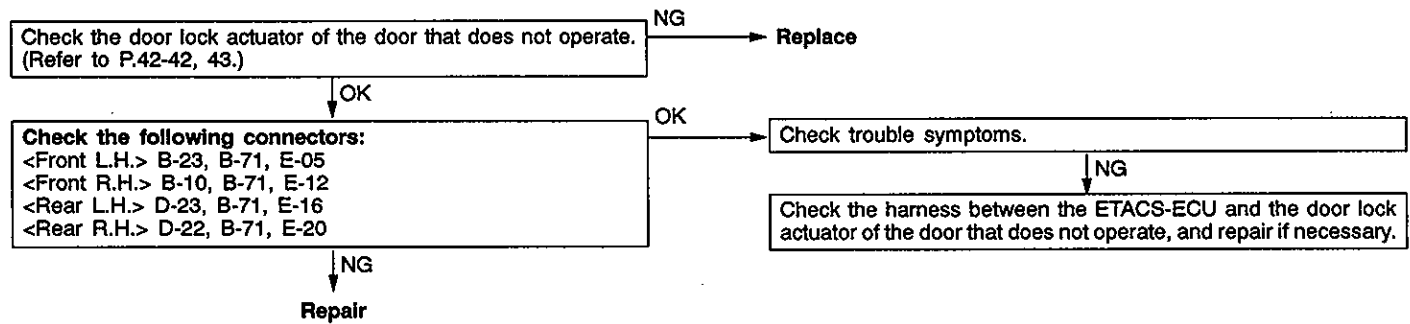 Check the door lock actuator of the door that does not operate.
(Refer to P.42-42, 43.)
NG
Replace
OK
Check the following connectors:
<Front L.H.> B-23, B-71, E-05
<Front R.H.> B-10, B-71, E-12
<Rear L.H.> D-23, B-71, E-16
<Rear R.H.> D-22, B-71, E-20
OK
Check trouble symptoms.
NG
Check the harness between the ETACS-ECU and the door lock
actuator of the door that does not operate, and repair if necessary.
NG
Repair